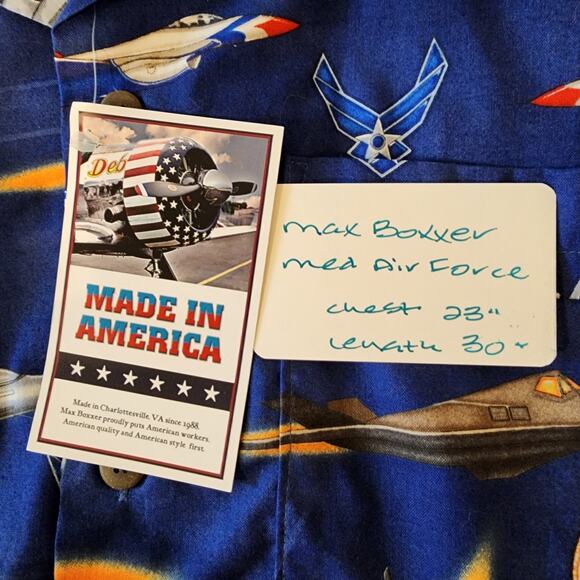 Deb
MADE IN
AMERICA
Made in Charlottesville, VA since 1988.
Max Boxxer proudly puts American workers,
American quality and American style first.
Max Boxxer
Med Air Force
chest 23"
Length 30"